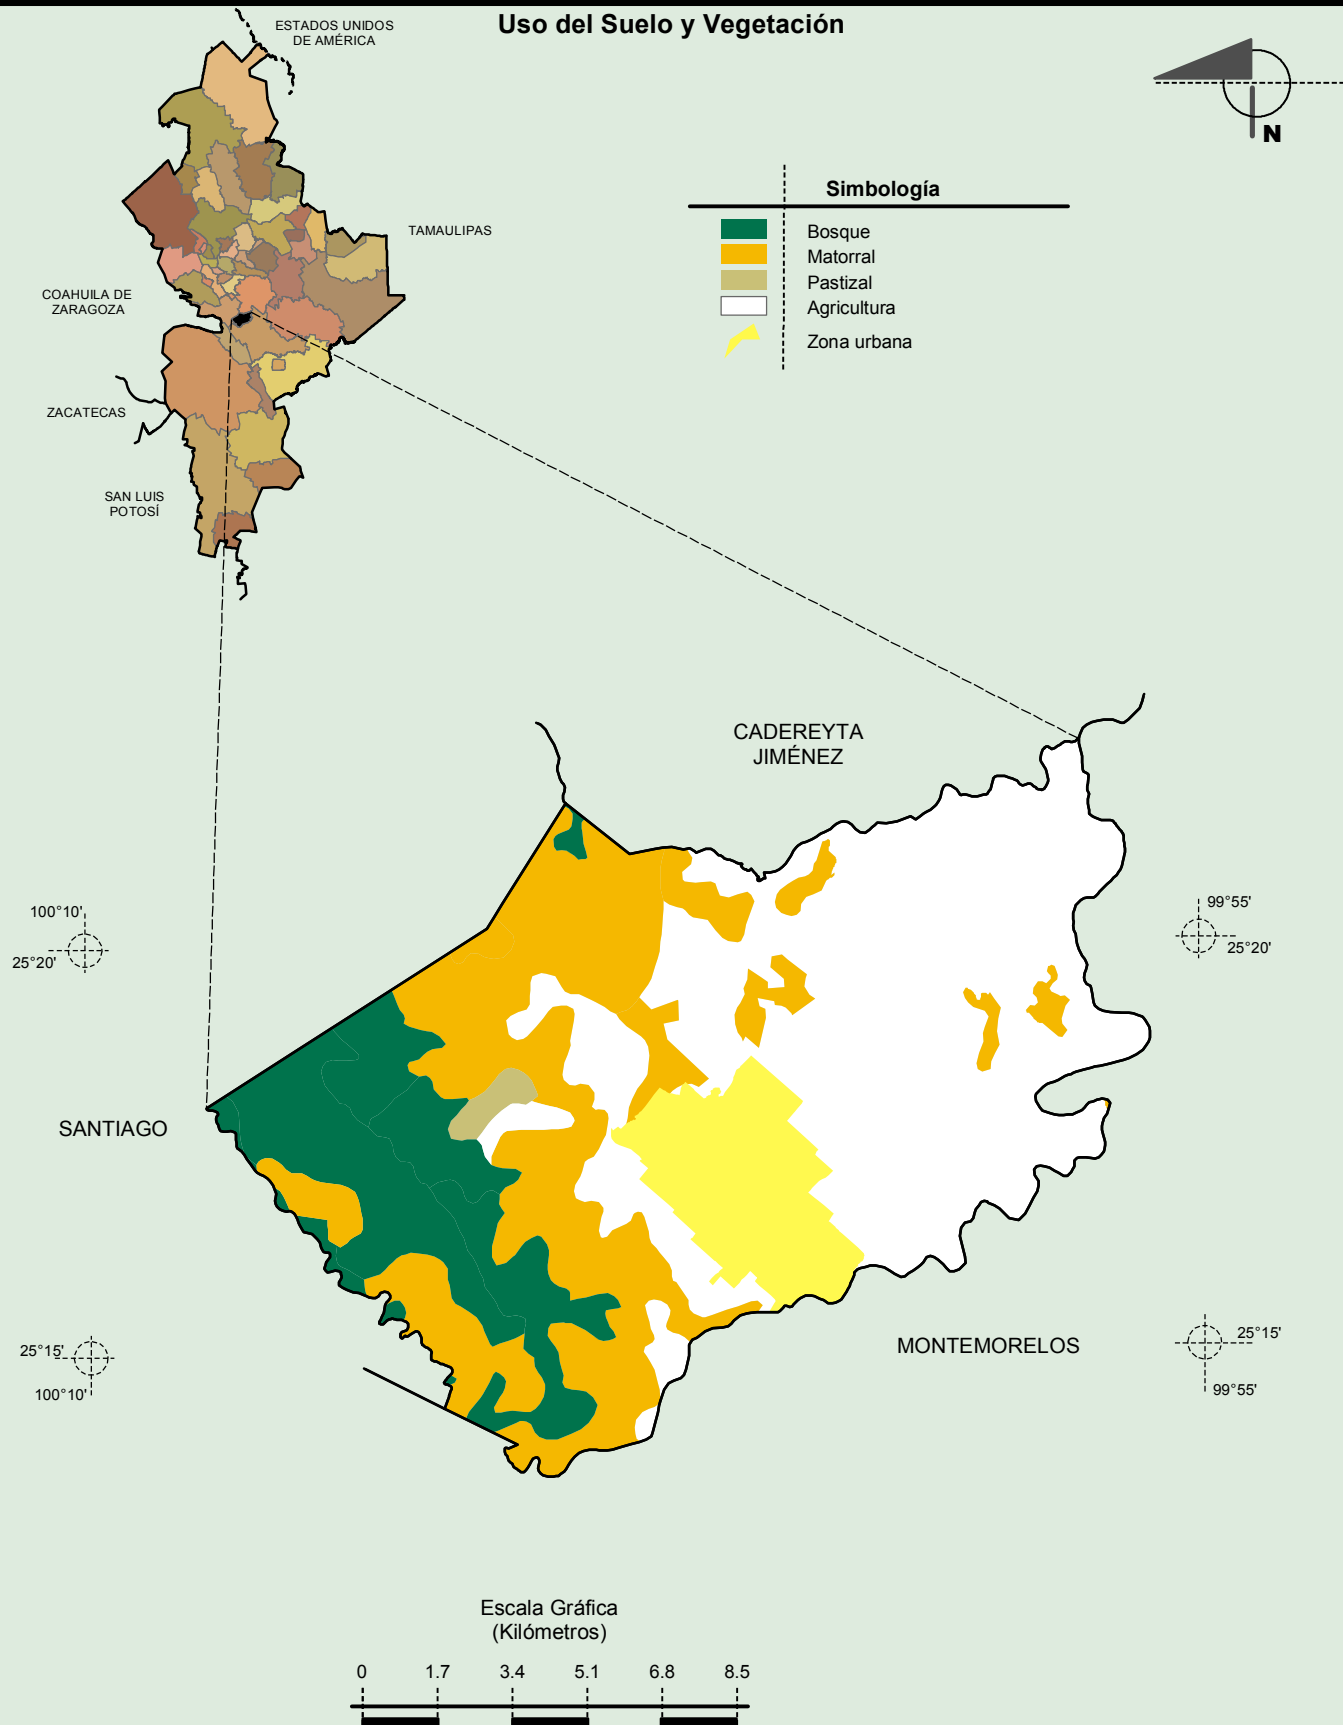 Uso del Suelo y Vegetación
ESTADOS UNIDOS
DE AMÉRICA
N
Simbología
Bosque
Matorral
Pastizal
Agricultura
Zona urbana
TAMAULIPAS
COAHUILA DE
ZARAGOZA
ZACATECAS
SAN LUIS
POTOSÍ
CADEREYTA
JIMÉNEZ
100°10'
25°20'
99°55'
25°20'
SANTIAGO
MONTEMORELOS
25°15'
100°10'
25°15'
99°55'
Escala Gráfica
(Kilómetros)
0 1.7 3.4 5.1 6.8 8.5